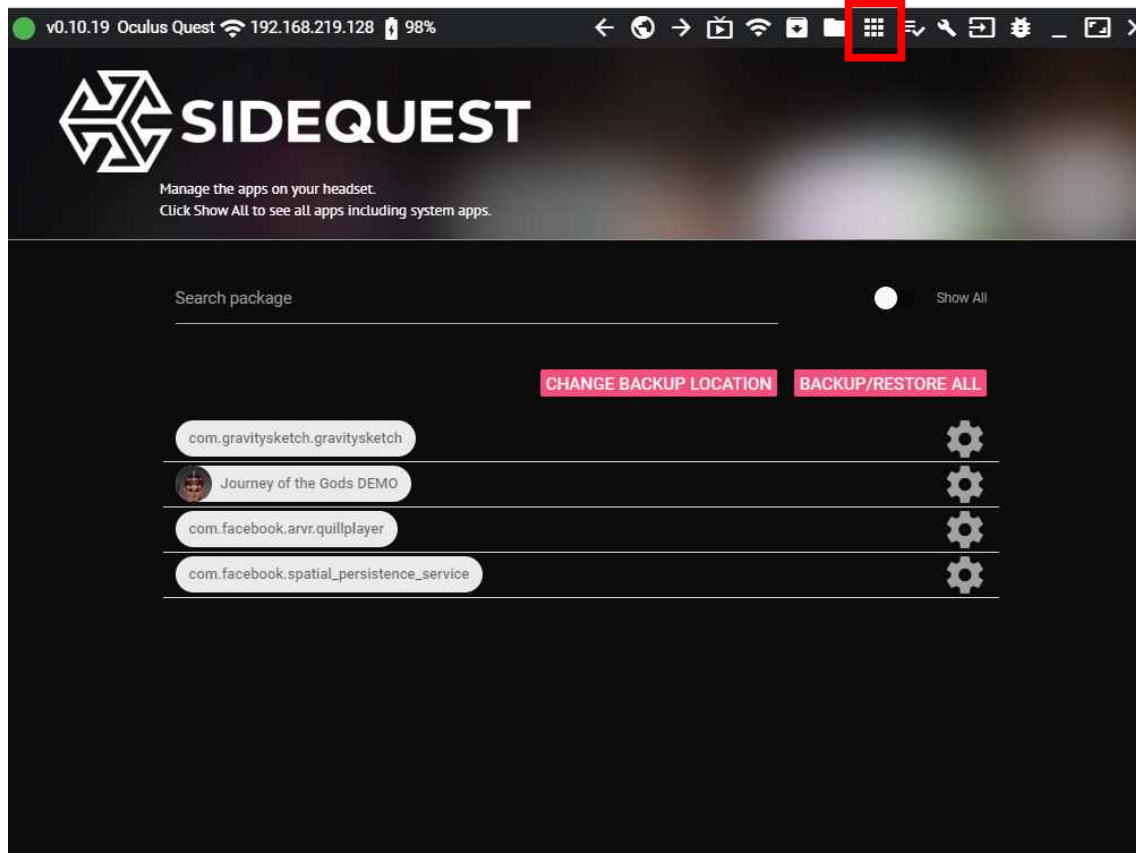 v0.10.19 Oculus Quest 192.168.219.128 98%
SIDEQUEST
Manage the apps on your headset.
Click Show All to see all apps including system apps.
Search package
Show All
CHANGE BACKUP LOCATION BACKUP/RESTORE ALL
com.gravitysketch.gravitysketch
Journey of the Gods DEMO
com.facebook.arvr.quillplayer
com.facebook.spatial_persistence_service